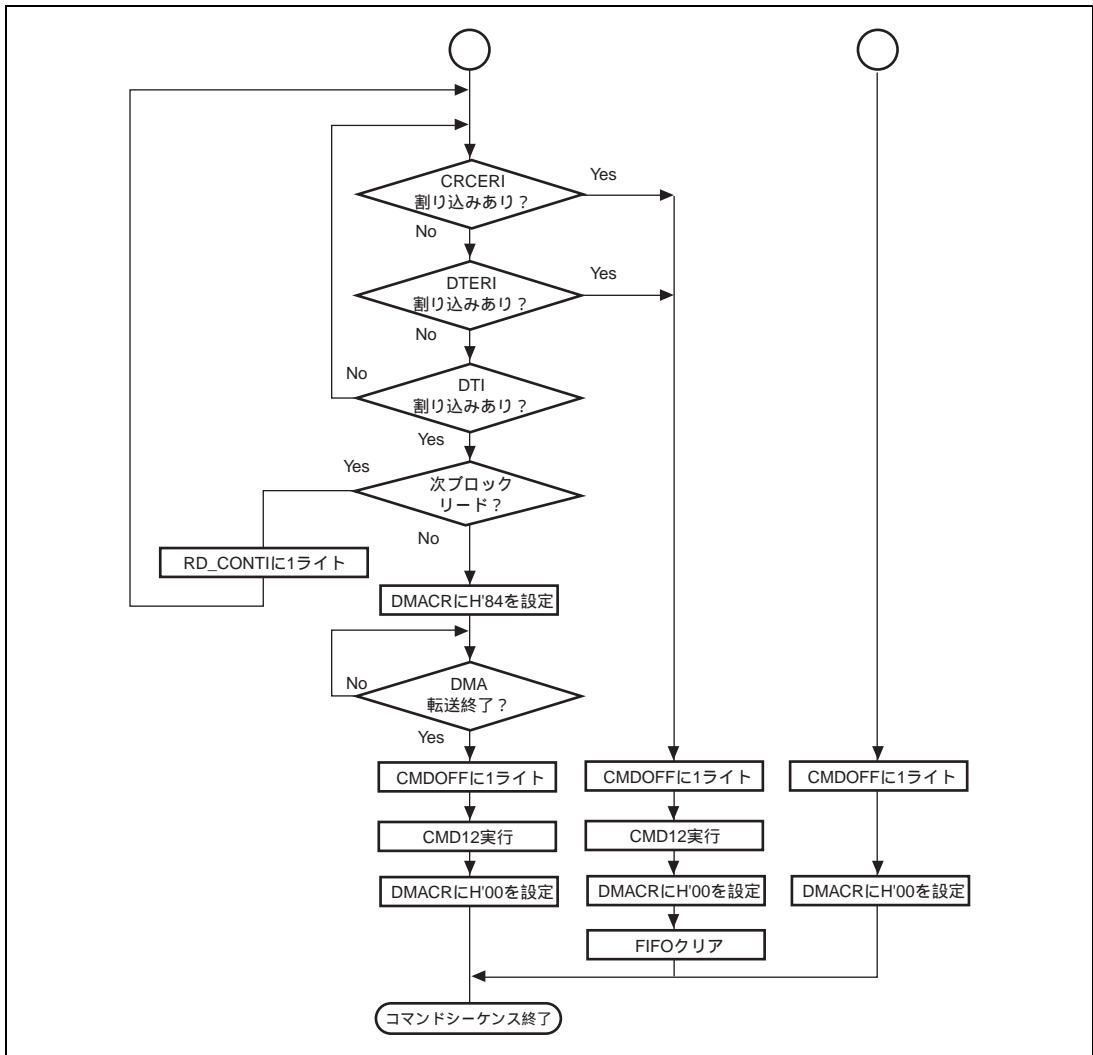 CRCERI
割り込みあり？
Yes
No
DTERI
割り込みあり？
Yes
No
DTI
割り込みあり？
No
Yes
次ブロック
リード？
Yes
No
RD_CONTIに1ライト
DMACRにH'84を設定
DMA
転送終了？
No
Yes
CMDOFFに1ライト
CMD12実行
DMACRにH'00を設定
CMDOFFに1ライト
CMD12実行
DMACRにH'00を設定
FIFOクリア
CMDOFFに1ライト
DMACRにH'00を設定
コマンドシーケンス終了